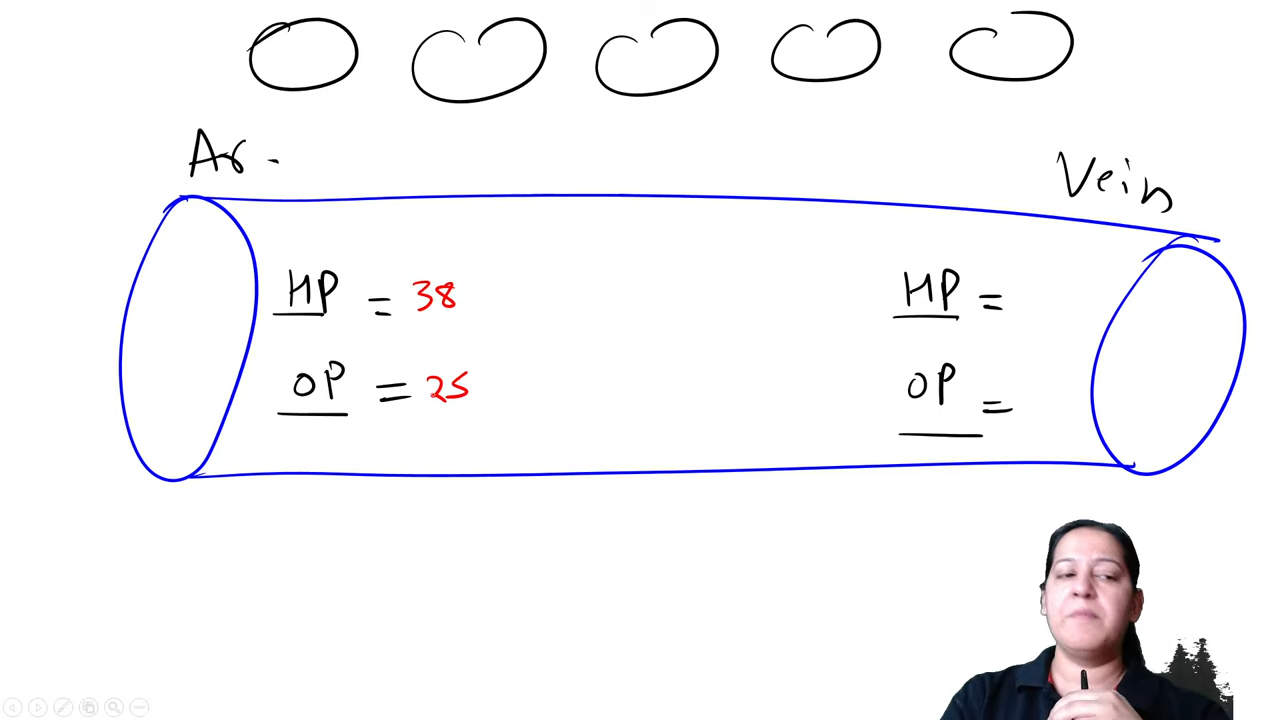 Ar.
Vein
HP = 38
OP = 25
HP =
OP =